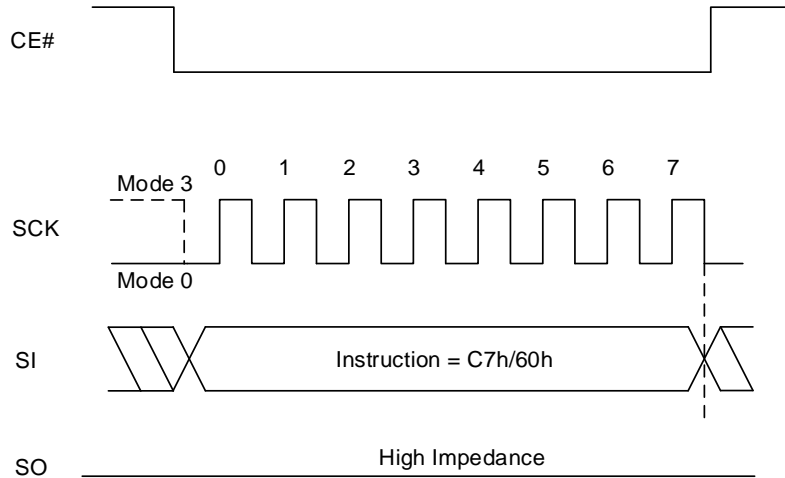 CE#
0 1 2 3 4 5 6 7
Mode 3
SCK
Mode 0
SI
Instruction = C7h/60h
High Impedance
SO